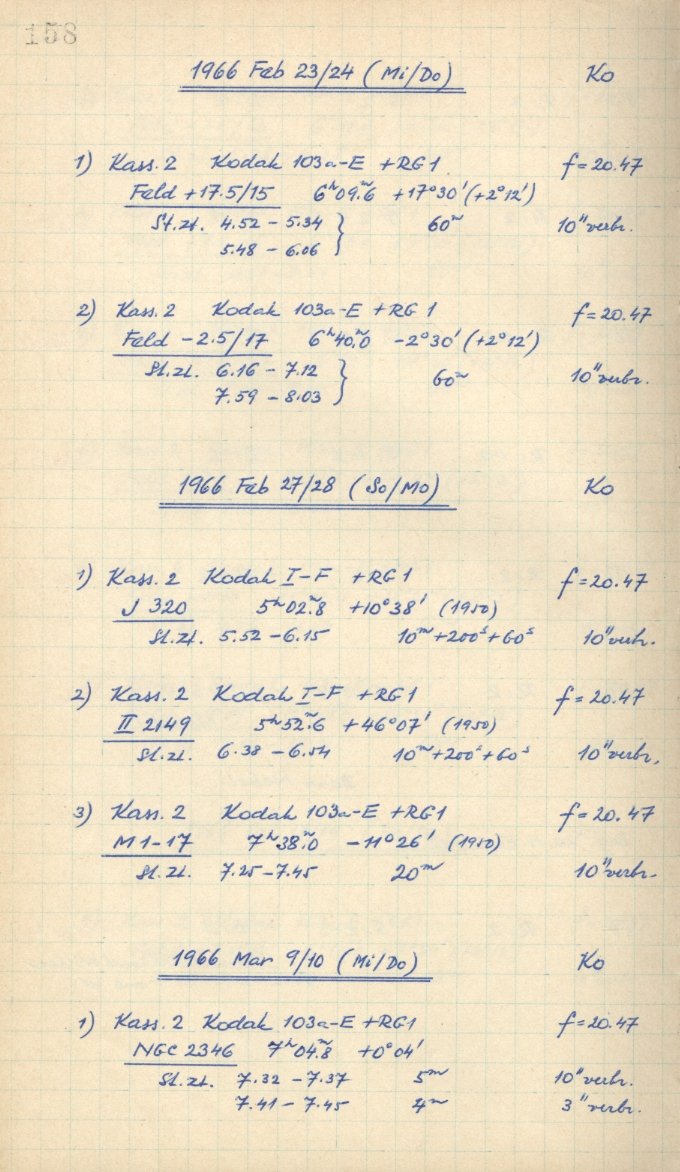 158
1966 Feb 23/24 (Mi/Do) Ko
1) Kass. 2 Kodak 103a-E +RG1 f=20.47
Feld +17.5/15 6ʰ09ᵐ.6 +17°30' (+2°12')
St.zt. 4.52 – 5.34 } 60ᵐ 10" verbr.
5.48 – 6.06
2) Kass. 2 Kodak 103a-E +RG1 f=20.47
Feld -2.5/17 6ʰ40ᵐ.0 -2°30' (+2°12')
St.zt. 6.16 – 7.12 } 60ᵐ 10" verbr.
7.59 – 8.03
1966 Feb 27/28 (So/Mo) Ko
1) Kass. 2 Kodak I-F +RG1 f=20.47
J 320 5ʰ02ᵐ.8 +10°38' (1950)
St.zt. 5.52 – 6.15 10ᵐ+200ˢ+60ˢ 10" verbr.
2) Kass. 2 Kodak I-F +RG1 f=20.47
II 2149 5ʰ52ᵐ.6 +46°07' (1950)
St.zt. 6.38 – 6.54 10ᵐ+200ˢ+60ˢ 10" verbr.
3) Kass. 2 Kodak 103a-E +RG1 f=20.47
M1-17 7ʰ38ᵐ.0 -11°26' (1950)
St.zt. 7.25-7.45 20ᵐ 10" verbr.
1966 Mar 9/10 (Mi/Do) Ko
1) Kass. 2 Kodak 103a-E +RG1 f=20.47
NGC 2346 7ʰ04ᵐ.8 +0°04'
St.zt. 7.32 – 7.37 5ᵐ 10" verbr.
7.41 – 7.45 4ᵐ 3" verbr.